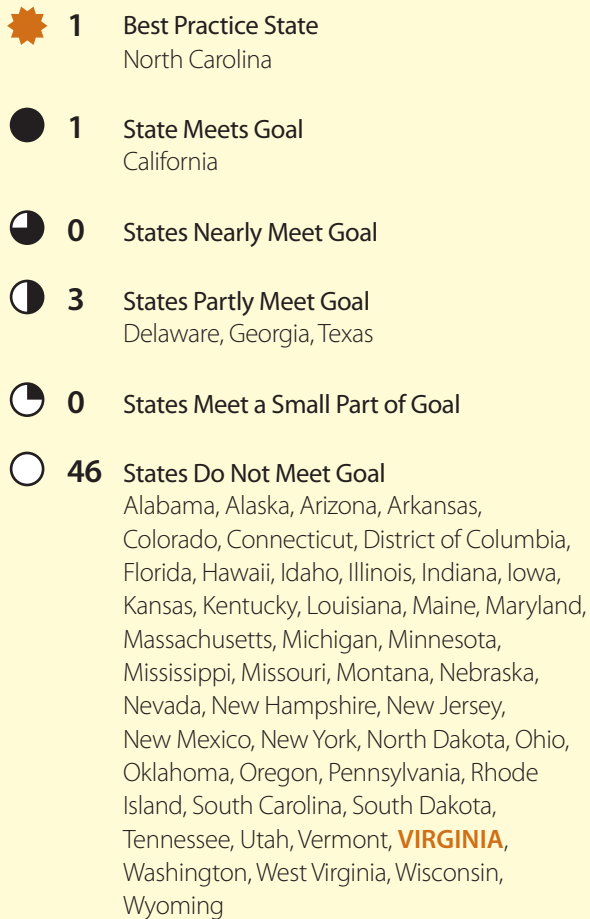 1 Best Practice State
North Carolina
1 State Meets Goal
California
0 States Nearly Meet Goal
3 States Partly Meet Goal
Delaware, Georgia, Texas
0 States Meet a Small Part of Goal
46 States Do Not Meet Goal
Alabama, Alaska, Arizona, Arkansas,
Colorado, Connecticut, District of Columbia,
Florida, Hawaii, Idaho, Illinois, Indiana, Iowa,
Kansas, Kentucky, Louisiana, Maine, Maryland,
Massachusetts, Michigan, Minnesota,
Mississippi, Missouri, Montana, Nebraska,
Nevada, New Hampshire, New Jersey,
New Mexico, New York, North Dakota, Ohio,
Oklahoma, Oregon, Pennsylvania, Rhode
Island, South Carolina, South Dakota,
Tennessee, Utah, Vermont, VIRGINIA,
Washington, West Virginia, Wisconsin,
Wyoming